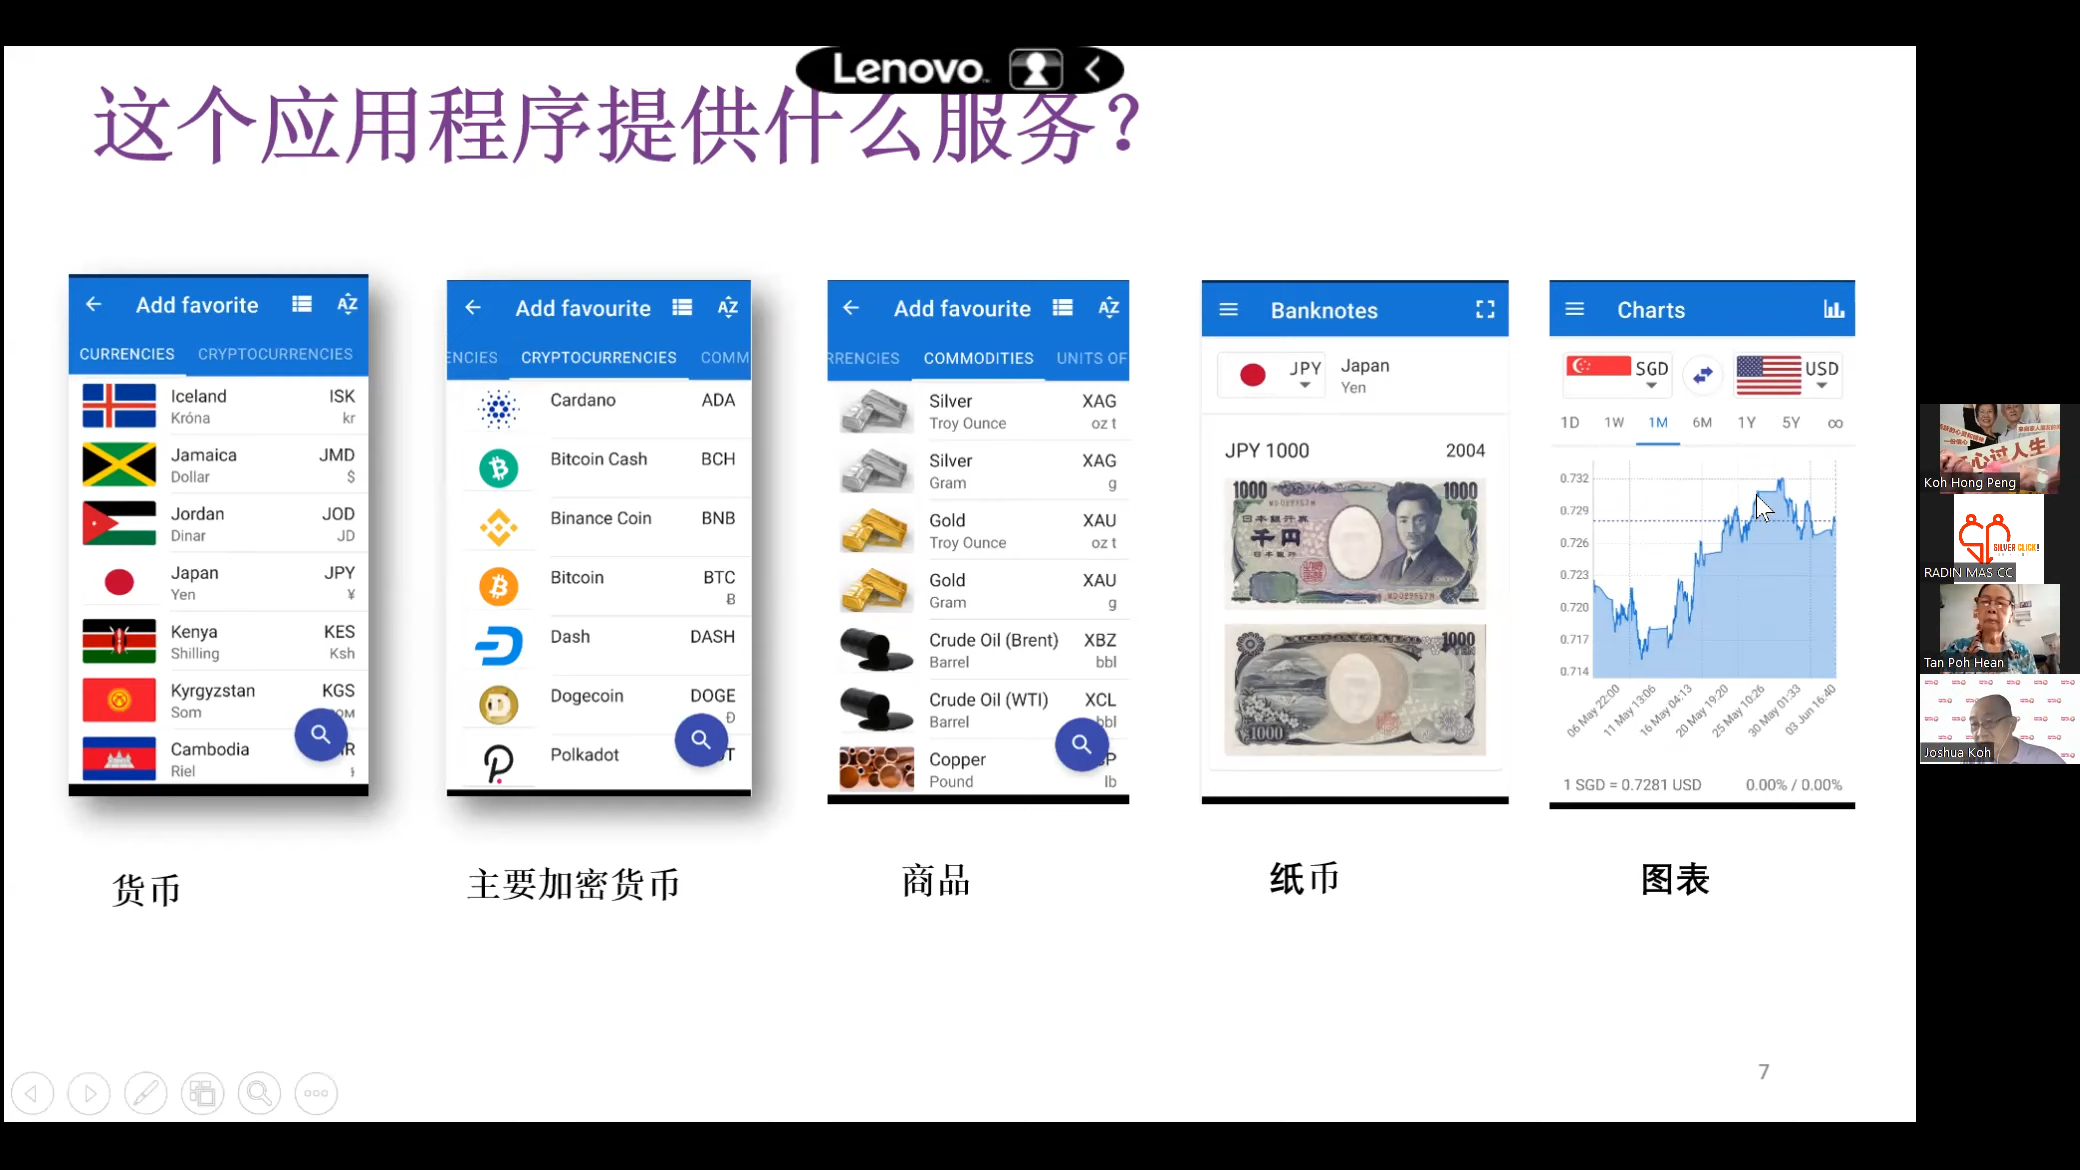 Lenovo
这个应用程序提供什么服务？
Add favorite
CURRENCIES CRYPTOCURRENCIES
Iceland ISK
Króna kr
Jamaica JMD
Dollar $
Jordan JOD
Dinar JD
Japan JPY
Yen ¥
Kenya KES
Shilling Ksh
Kyrgyzstan KGS
Som
Cambodia
Riel
货币
Add favourite
ENCIES CRYPTOCURRENCIES COMM
Cardano ADA
Bitcoin Cash BCH
Binance Coin BNB
Bitcoin BTC
Ƀ
Dash DASH
Dogecoin DOGE
Ð
Polkadot
主要加密货币
Add favourite
RRENCIES COMMODITIES UNITS OF
Silver XAG
Troy Ounce oz t
Silver XAG
Gram g
Gold XAU
Troy Ounce oz t
Gold XAU
Gram g
Crude Oil (Brent) XBZ
Barrel bbl
Crude Oil (WTI) XCL
Barrel bbl
Copper
Pound lb
商品
Banknotes
JPY Japan
Yen
JPY 1000 2004
1000 1000
日本銀行券
千円
日本銀行
1000
1000
纸币
Charts
SGD USD
1D 1W 1M 6M 1Y 5Y ∞
0.732
0.729
0.726
0.723
0.720
0.717
0.714
06 May 22:00
11 May 13:06
16 May 04:13
20 May 19:20
25 May 10:26
30 May 01:33
03 Jun 16:40
1 SGD = 0.7281 USD 0.00% / 0.00%
图表
7
心过人生
Koh Hong Peng
SILVER CLICK!
RADIN MAS CC
Tan Poh Hean
Joshua Koh